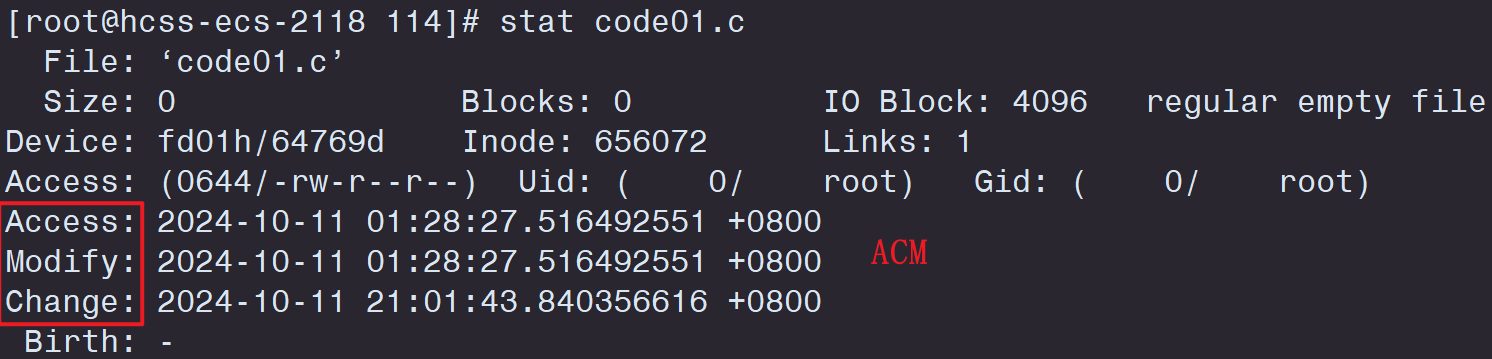 [root@hcss-ecs-2118 114]# stat code01.c
  File: ‘code01.c’
  Size: 0               Blocks: 0          IO Block: 4096   regular empty file
Device: fd01h/64769d    Inode: 656072      Links: 1
Access: (0644/-rw-r--r--)  Uid: (    0/    root)   Gid: (    0/    root)
Access: 2024-10-11 01:28:27.516492551 +0800
Modify: 2024-10-11 01:28:27.516492551 +0800
ACM
Change: 2024-10-11 21:01:43.840356616 +0800
 Birth: -